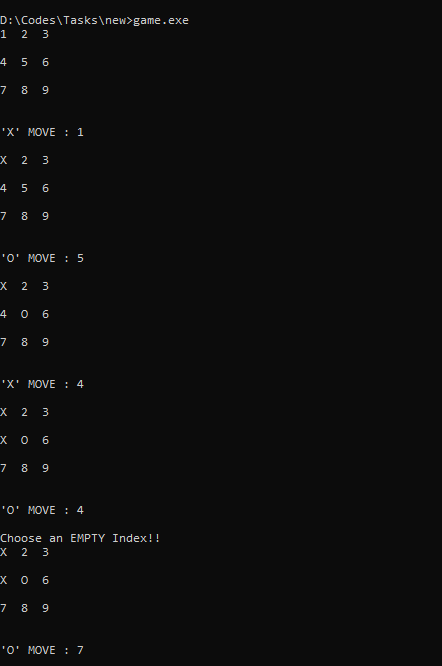 D:\Codes\Tasks\new>game.exe
1 2 3
4 5 6
7 8 9
'X' MOVE : 1
X 2 3
4 5 6
7 8 9
'O' MOVE : 5
X 2 3
4 O 6
7 8 9
'X' MOVE : 4
X 2 3
X O 6
7 8 9
'O' MOVE : 4
Choose an EMPTY Index!!
X 2 3
X O 6
7 8 9
'O' MOVE : 7